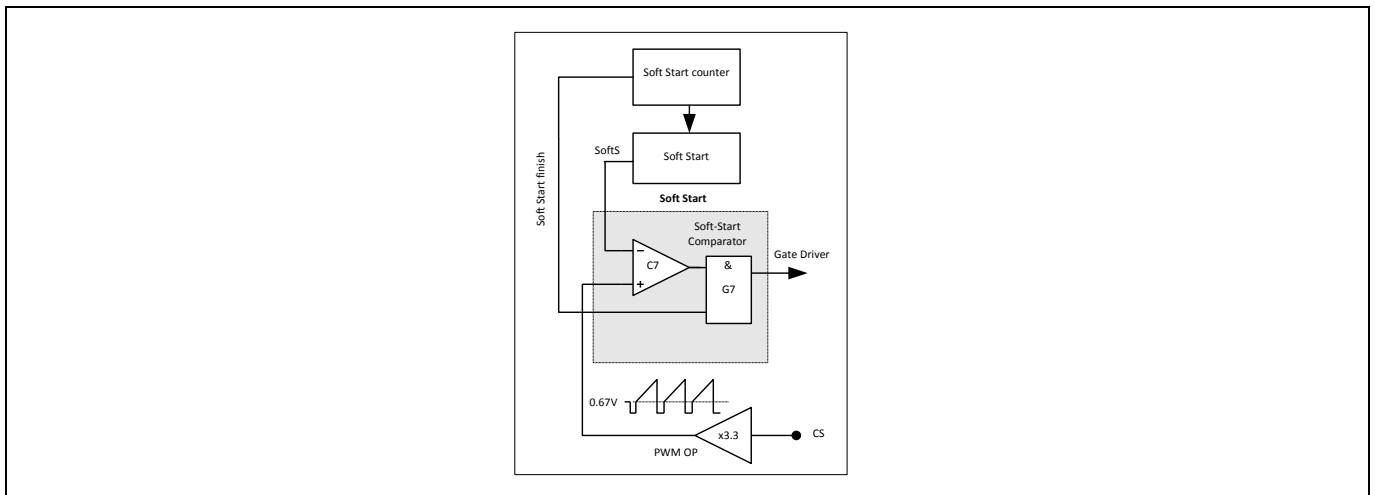 Soft Start counter
Soft Start finish
SoftS
Soft Start
Soft Start
Soft-Start
Comparator
Gate Driver
−
C7
+
&
G7
0.67V
x3.3
CS
PWM OP